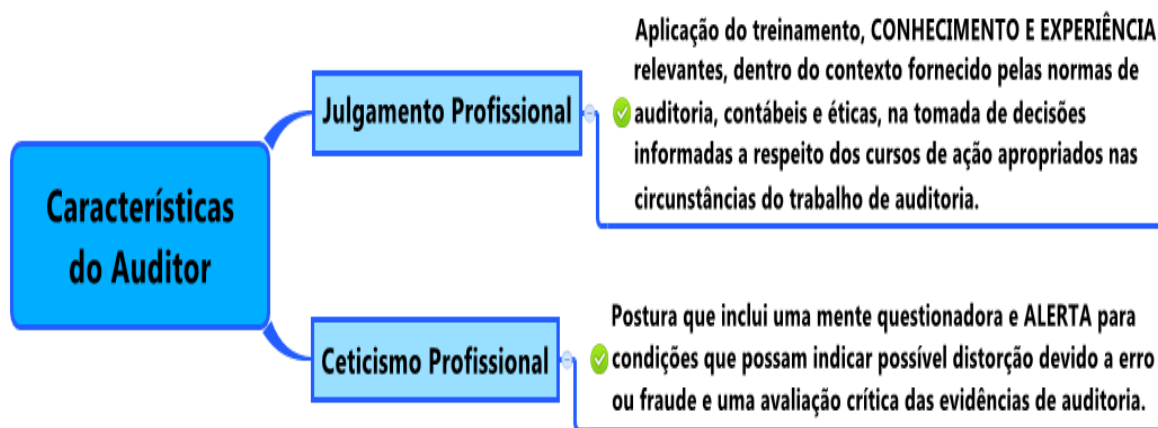 Características
do Auditor
Julgamento Profissional
Aplicação do treinamento, CONHECIMENTO E EXPERIÊNCIA
relevantes, dentro do contexto fornecido pelas normas de
auditoria, contábeis e éticas, na tomada de decisões
informadas a respeito dos cursos de ação apropriados nas
circunstâncias do trabalho de auditoria.
Ceticismo Profissional
Postura que inclui uma mente questionadora e ALERTA para
condições que possam indicar possível distorção devido a erro
ou fraude e uma avaliação crítica das evidências de auditoria.